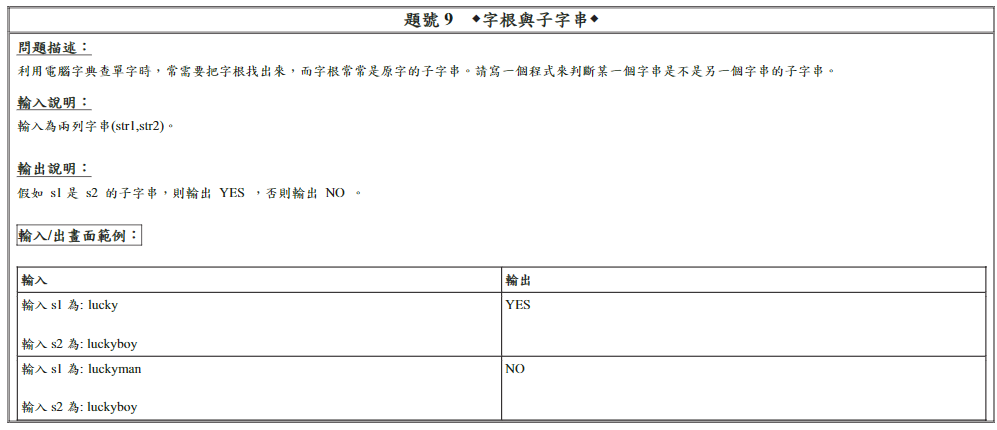 題號 9 ◆字根與子字串◆
問題描述：
利用電腦字典查單字時，常需要把字根找出來，而字根常常是原字的子字串。請寫一個程式來判斷某一個字串是不是另一個字串的子字串。
輸入說明：
輸入為兩列字串(str1,str2)。
輸出說明：
假如 s1 是 s2 的子字串，則輸出 YES ，否則輸出 NO 。
輸入/出畫面範例：
輸入 輸出
輸入 s1 為: lucky YES
輸入 s2 為: luckyboy
輸入 s1 為: luckyman NO
輸入 s2 為: luckyboy